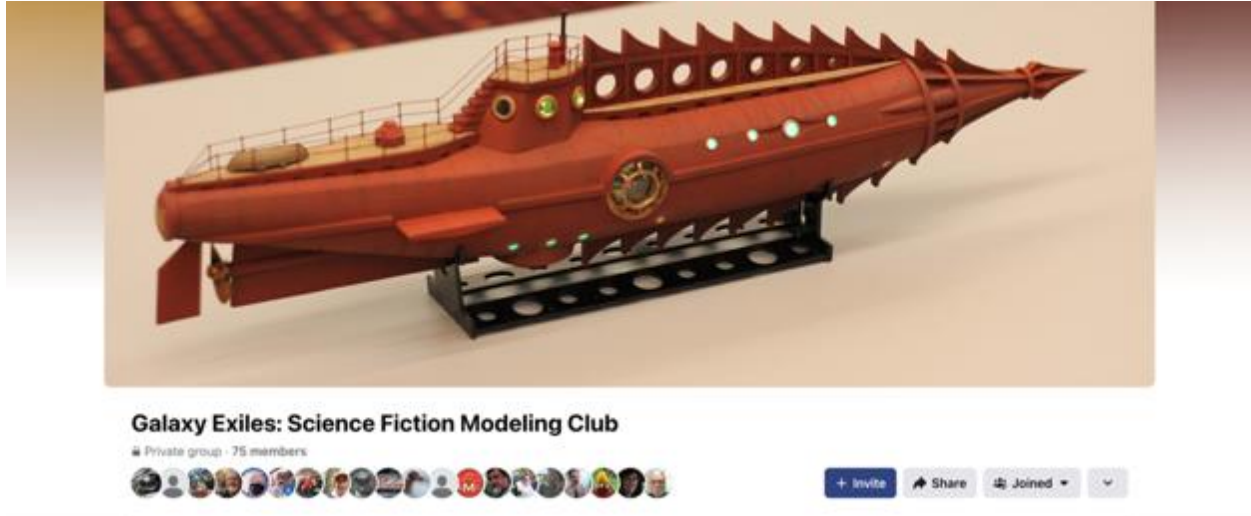 Galaxy Exiles: Science Fiction Modeling Club
Private group · 75 members
+ Invite
Share
Joined